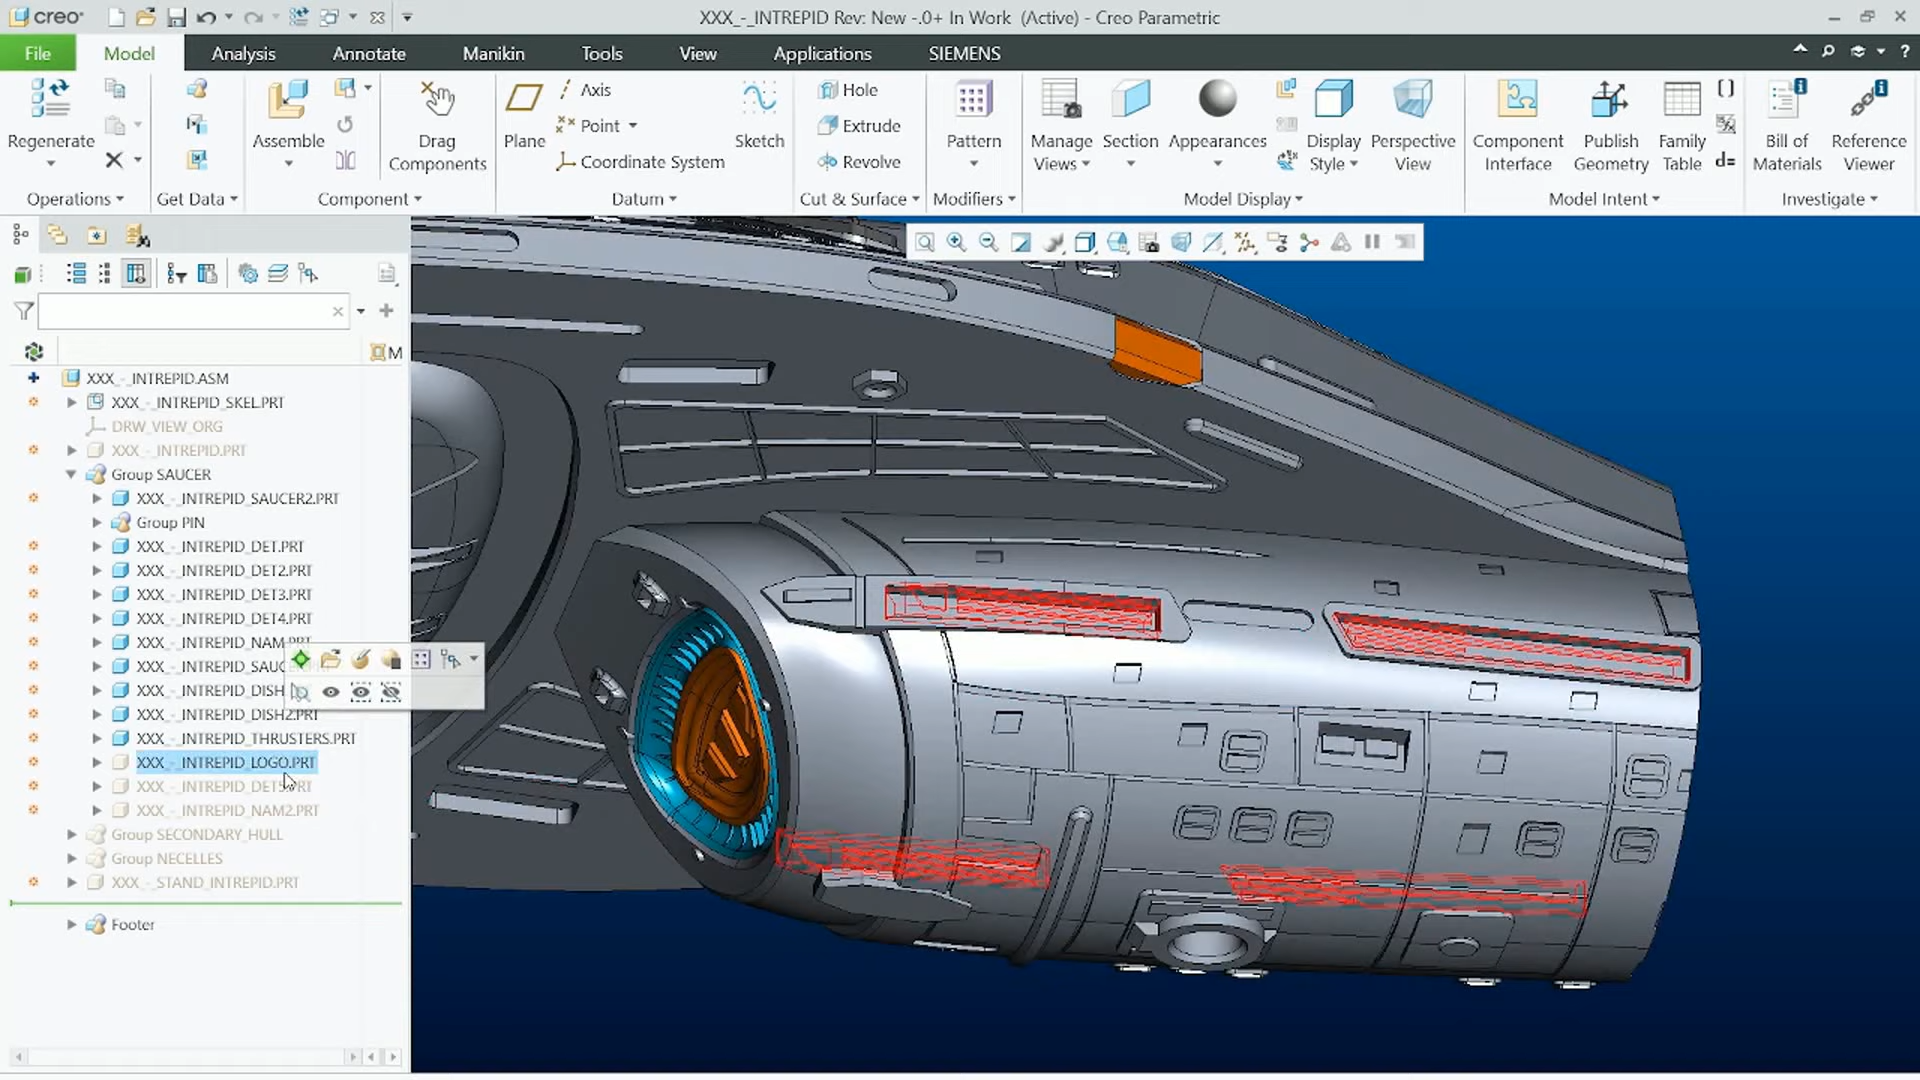 creo
XXX_-_INTREPID Rev: New -.0+ In Work (Active) - Creo Parametric
File
Model
Analysis
Annotate
Manikin
Tools
View
Applications
SIEMENS
Regenerate
Operations
Get Data
Assemble
Drag
Components
Component
Plane
Axis
Point
Coordinate System
Sketch
Datum
Hole
Extrude
Revolve
Cut & Surface
Pattern
Modifiers
Manage
Views
Section
Appearances
Display
Style
Perspective
View
Model Display
Component
Interface
Publish
Geometry
Family
Table
Model Intent
Bill of
Materials
Reference
Viewer
Investigate
M
XXX_-_INTREPID.ASM
XXX_-_INTREPID_SKEL.PRT
DRW_VIEW_ORG
XXX_-_INTREPID.PRT
Group SAUCER
XXX_-_INTREPID_SAUCER2.PRT
Group PIN
XXX_-_INTREPID_DET.PRT
XXX_-_INTREPID_DET2.PRT
XXX_-_INTREPID_DET3.PRT
XXX_-_INTREPID_DET4.PRT
XXX_-_INTREPID_NAM.PRT
XXX_-_INTREPID_SAUC
XXX_-_INTREPID_DISH
XXX_-_INTREPID_DISH2.PRT
XXX_-_INTREPID_THRUSTERS.PRT
XXX_-_INTREPID_LOGO.PRT
XXX_-_INTREPID_DET5.PRT
XXX_-_INTREPID_NAM2.PRT
Group SECONDARY_HULL
Group NECELLES
XXX_-_STAND_INTREPID.PRT
Footer